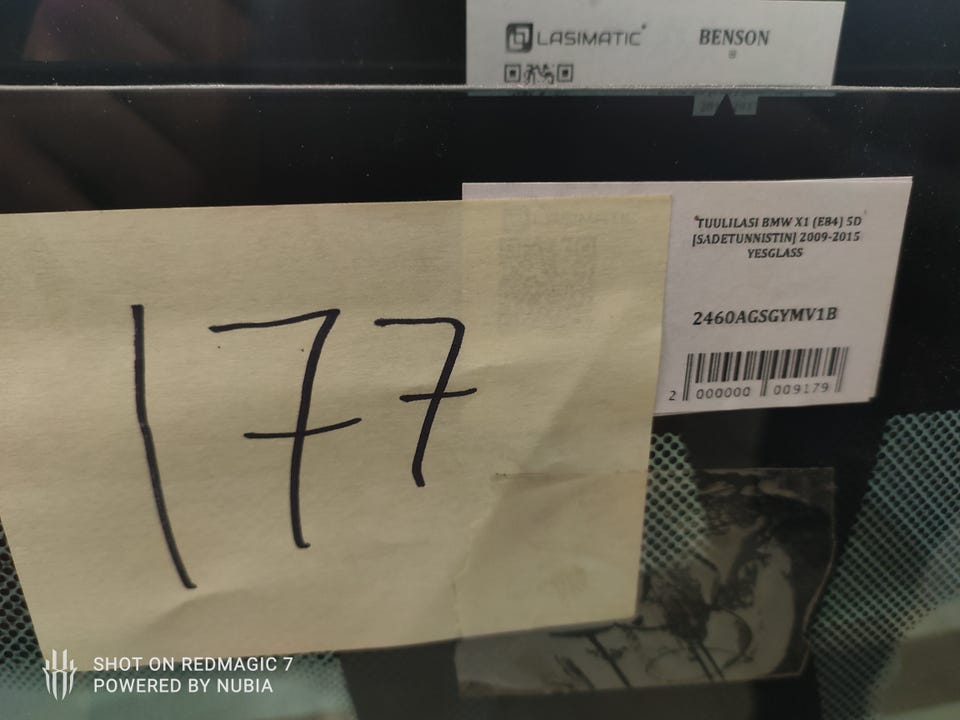 LASIMATIC
BENSON
*TUULILASI BMW X1 (E84) 5D
[SADETUNNISTIN] 2009-2015
YESGLASS
2460AGSGYMV1B
2 000000 009179
177
SHOT ON REDMAGIC 7
POWERED BY NUBIA